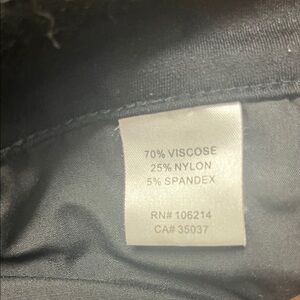 70% VISCOSE
25% NYLON
5% SPANDEX
RN# 106214
CA# 35037